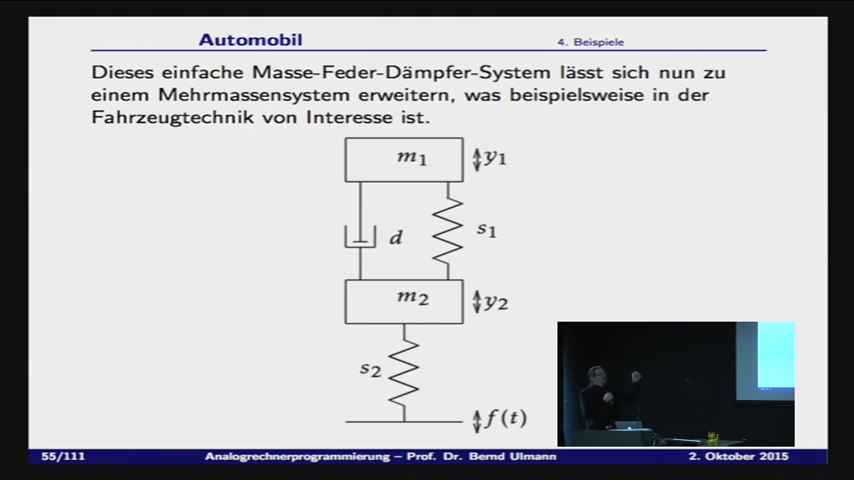 Automobil
4. Beispiele
Dieses einfache Masse-Feder-Dämpfer-System lässt sich nun zu
einem Mehrmassensystem erweitern, was beispielsweise in der
Fahrzeugtechnik von Interesse ist.
m1
y1
d
s1
m2
y2
s2
f(t)
55/111
Analogrechnerprogrammierung – Prof. Dr. Bernd Ulmann
2. Oktober 2015